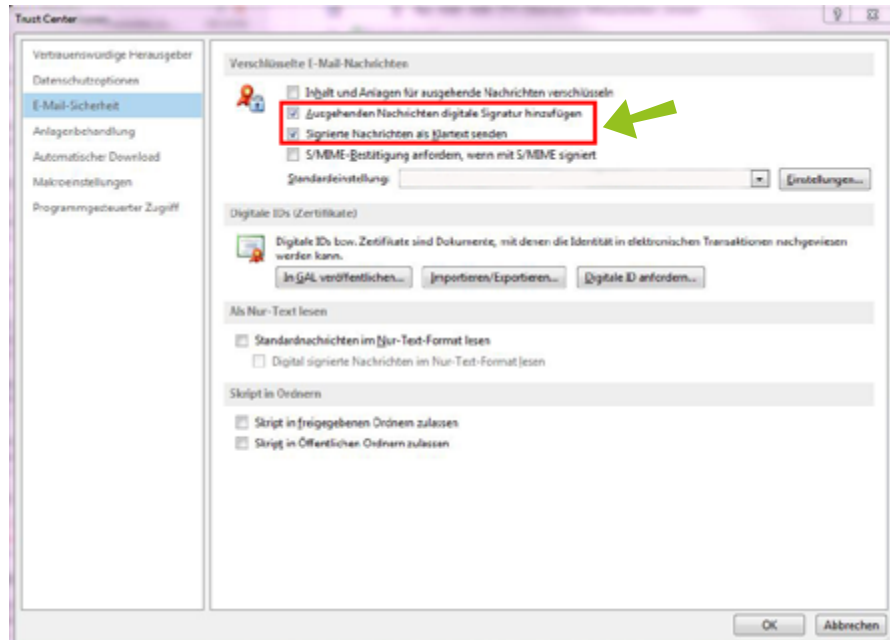 Trust Center
Vertrauenswürdige Herausgeber
Datenschutzoptionen
E-Mail-Sicherheit
Anlagenbehandlung
Automatischer Download
Makroeinstellungen
Programmgesteuerter Zugriff
Verschlüsselte E-Mail-Nachrichten
Inhalt und Anlagen für ausgehende Nachrichten verschlüsseln
Ausgehenden Nachrichten digitale Signatur hinzufügen
Signierte Nachrichten als Klartext senden
S/MIME-Bestätigung anfordern, wenn mit S/MIME signiert
Standardeinstellung:
Einstellungen...
Digitale IDs (Zertifikate)
Digitale IDs bzw. Zertifikate sind Dokumente, mit denen die Identität in elektronischen Transaktionen nachgewiesen
werden kann.
In GAL veröffentlichen... Importieren/Exportieren... Digitale ID anfordern...
Als Nur-Text lesen
Standardnachrichten im Nur-Text-Format lesen
Digital signierte Nachrichten im Nur-Text-Format lesen
Skript in Ordnern
Skript in freigegebenen Ordnern zulassen
Skript in Öffentlichen Ordnern zulassen
OK Abbrechen